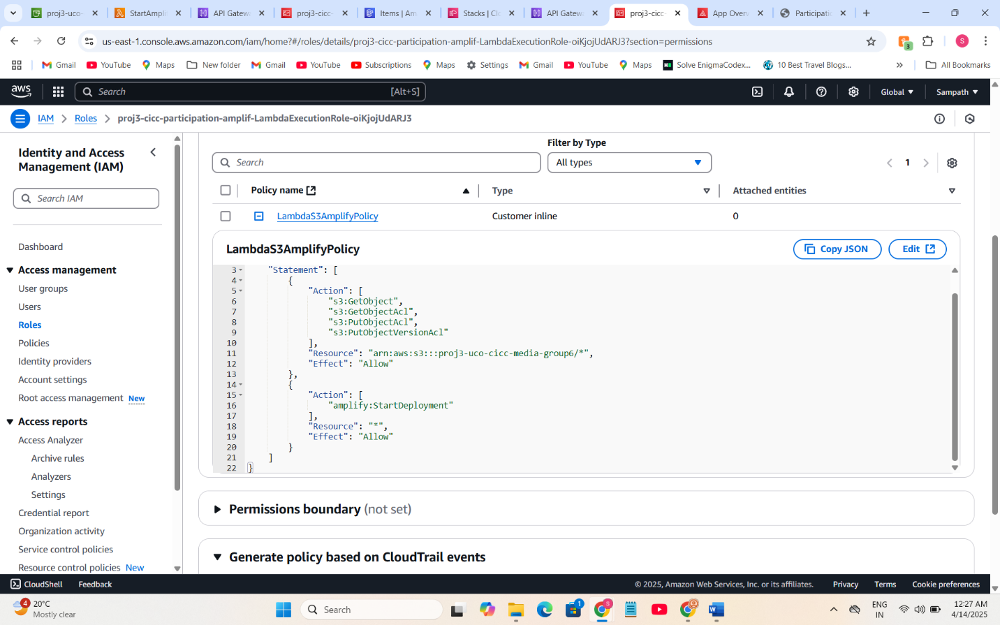 proj3-uco-
StartAmpli
API Gatew
proj3-cicc-
Items | Am
Stacks | Clo
API Gatew
proj3-cicc-
App Over
Participati
us-east-1.console.aws.amazon.com/iam/home?#/roles/details/proj3-cicc-participation-amplif-LambdaExecutionRole-oiKjojUdARJ3?section=permissions
3
S
Gmail
YouTube
Maps
New folder
Gmail
YouTube
Subscriptions
Maps
Settings
Gmail
YouTube
Maps
Solve EnigmaCodex...
10 Best Travel Blogs...
All Bookmarks
aws
Search
[Alt+S]
Global
Sampath
IAM
Roles
proj3-cicc-participation-amplif-LambdaExecutionRole-oiKjojUdARJ3
Identity and Access
Management (IAM)
Search IAM
Dashboard
Access management
User groups
Users
Roles
Policies
Identity providers
Account settings
Root access management New
Access reports
Access Analyzer
Archive rules
Analyzers
Settings
Credential report
Organization activity
Service control policies
Resource control policies New
Filter by Type
Search
All types
1
Policy name
Type
Attached entities
LambdaS3AmplifyPolicy
Customer inline
0
LambdaS3AmplifyPolicy
Copy JSON
Edit
3 "Statement": [
4 {
5 "Action": [
6 "s3:GetObject",
7 "s3:GetObjectAcl",
8 "s3:PutObjectAcl",
9 "s3:PutObjectVersionAcl"
10 ],
11 "Resource": "arn:aws:s3:::proj3-uco-cicc-media-group6/*",
12 "Effect": "Allow"
13 },
14 {
15 "Action": [
16 "amplify:StartDeployment"
17 ],
18 "Resource": "*",
19 "Effect": "Allow"
20 }
21 ]
22 }
Permissions boundary (not set)
Generate policy based on CloudTrail events
CloudShell
Feedback
© 2025, Amazon Web Services, Inc. or its affiliates.
Privacy
Terms
Cookie preferences
4
20°C
Mostly clear
Search
1
S
ENG
IN
12:27 AM
4/14/2025